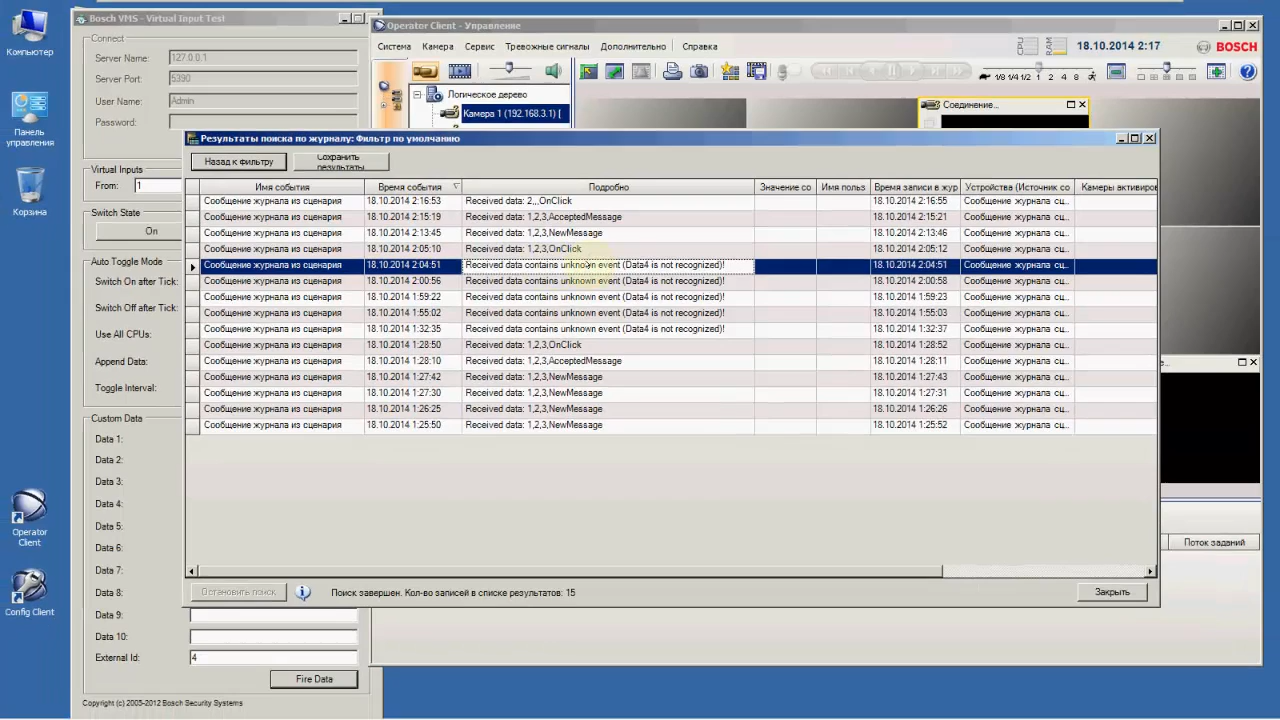 Компьютер
Панель управления
Корзина
Operator Client
Config Client
Bosch VMS - Virtual Input Test
Connect
Server Name: 127.0.0.1
Server Port: 5390
User Name: Admin
Password:
Virtual Inputs
From: 1
Switch State
On
Auto Toggle Mode
Switch On after Tick:
Switch Off after Tick:
Use All CPUs:
Append Data:
Toggle Interval:
Custom Data
Data 1:
Data 2:
Data 3:
Data 4:
Data 5:
Data 6:
Data 7:
Data 8:
Data 9:
Data 10:
External Id: 4
Fire Data
Copyright (c) 2005-2012 Bosch Security Systems
Operator Client - Управление
Система Камера Сервис Тревожные сигналы Дополнительно Справка
CPU RAM 18.10.2014 2:17 BOSCH
1/8 1/4 1/2 1 2 4 8
Логическое дерево
Камера 1 (192.168.3.1) [
Соединение...
Результаты поиска по журналу: Фильтр по умолчанию
Назад к фильтру Сохранить результаты
Имя события Время события Подробно Значение со Имя польз Время записи в жур Устройства (Источник со Камеры активиров
Сообщение журнала из сценария 18.10.2014 2:16:53 Received data: 2,,,OnClick 18.10.2014 2:16:55 Сообщение журнала сц...
Сообщение журнала из сценария 18.10.2014 2:15:19 Received data: 1,2,3,AcceptedMessage 18.10.2014 2:15:21 Сообщение журнала сц...
Сообщение журнала из сценария 18.10.2014 2:13:45 Received data: 1,2,3,NewMessage 18.10.2014 2:13:46 Сообщение журнала сц...
Сообщение журнала из сценария 18.10.2014 2:05:10 Received data: 1,2,3,OnClick 18.10.2014 2:05:12 Сообщение журнала сц...
Сообщение журнала из сценария 18.10.2014 2:04:51 Received data contains unknown event (Data4 is not recognized)! 18.10.2014 2:04:51 Сообщение журнала сц...
Сообщение журнала из сценария 18.10.2014 2:00:56 Received data contains unknown event (Data4 is not recognized)! 18.10.2014 2:00:58 Сообщение журнала сц...
Сообщение журнала из сценария 18.10.2014 1:59:22 Received data contains unknown event (Data4 is not recognized)! 18.10.2014 1:59:23 Сообщение журнала сц...
Сообщение журнала из сценария 18.10.2014 1:55:02 Received data contains unknown event (Data4 is not recognized)! 18.10.2014 1:55:03 Сообщение журнала сц...
Сообщение журнала из сценария 18.10.2014 1:32:35 Received data contains unknown event (Data4 is not recognized)! 18.10.2014 1:32:37 Сообщение журнала сц...
Сообщение журнала из сценария 18.10.2014 1:28:50 Received data: 1,2,3,OnClick 18.10.2014 1:28:52 Сообщение журнала сц...
Сообщение журнала из сценария 18.10.2014 1:28:10 Received data: 1,2,3,AcceptedMessage 18.10.2014 1:28:11 Сообщение журнала сц...
Сообщение журнала из сценария 18.10.2014 1:27:42 Received data: 1,2,3,NewMessage 18.10.2014 1:27:43 Сообщение журнала сц...
Сообщение журнала из сценария 18.10.2014 1:27:30 Received data: 1,2,3,NewMessage 18.10.2014 1:27:31 Сообщение журнала сц...
Сообщение журнала из сценария 18.10.2014 1:26:25 Received data: 1,2,3,NewMessage 18.10.2014 1:26:26 Сообщение журнала сц...
Сообщение журнала из сценария 18.10.2014 1:25:50 Received data: 1,2,3,NewMessage 18.10.2014 1:25:52 Сообщение журнала сц...
Остановить поиск Поиск завершен. Кол-во записей в списке результатов: 15 Закрыть
Поток заданий